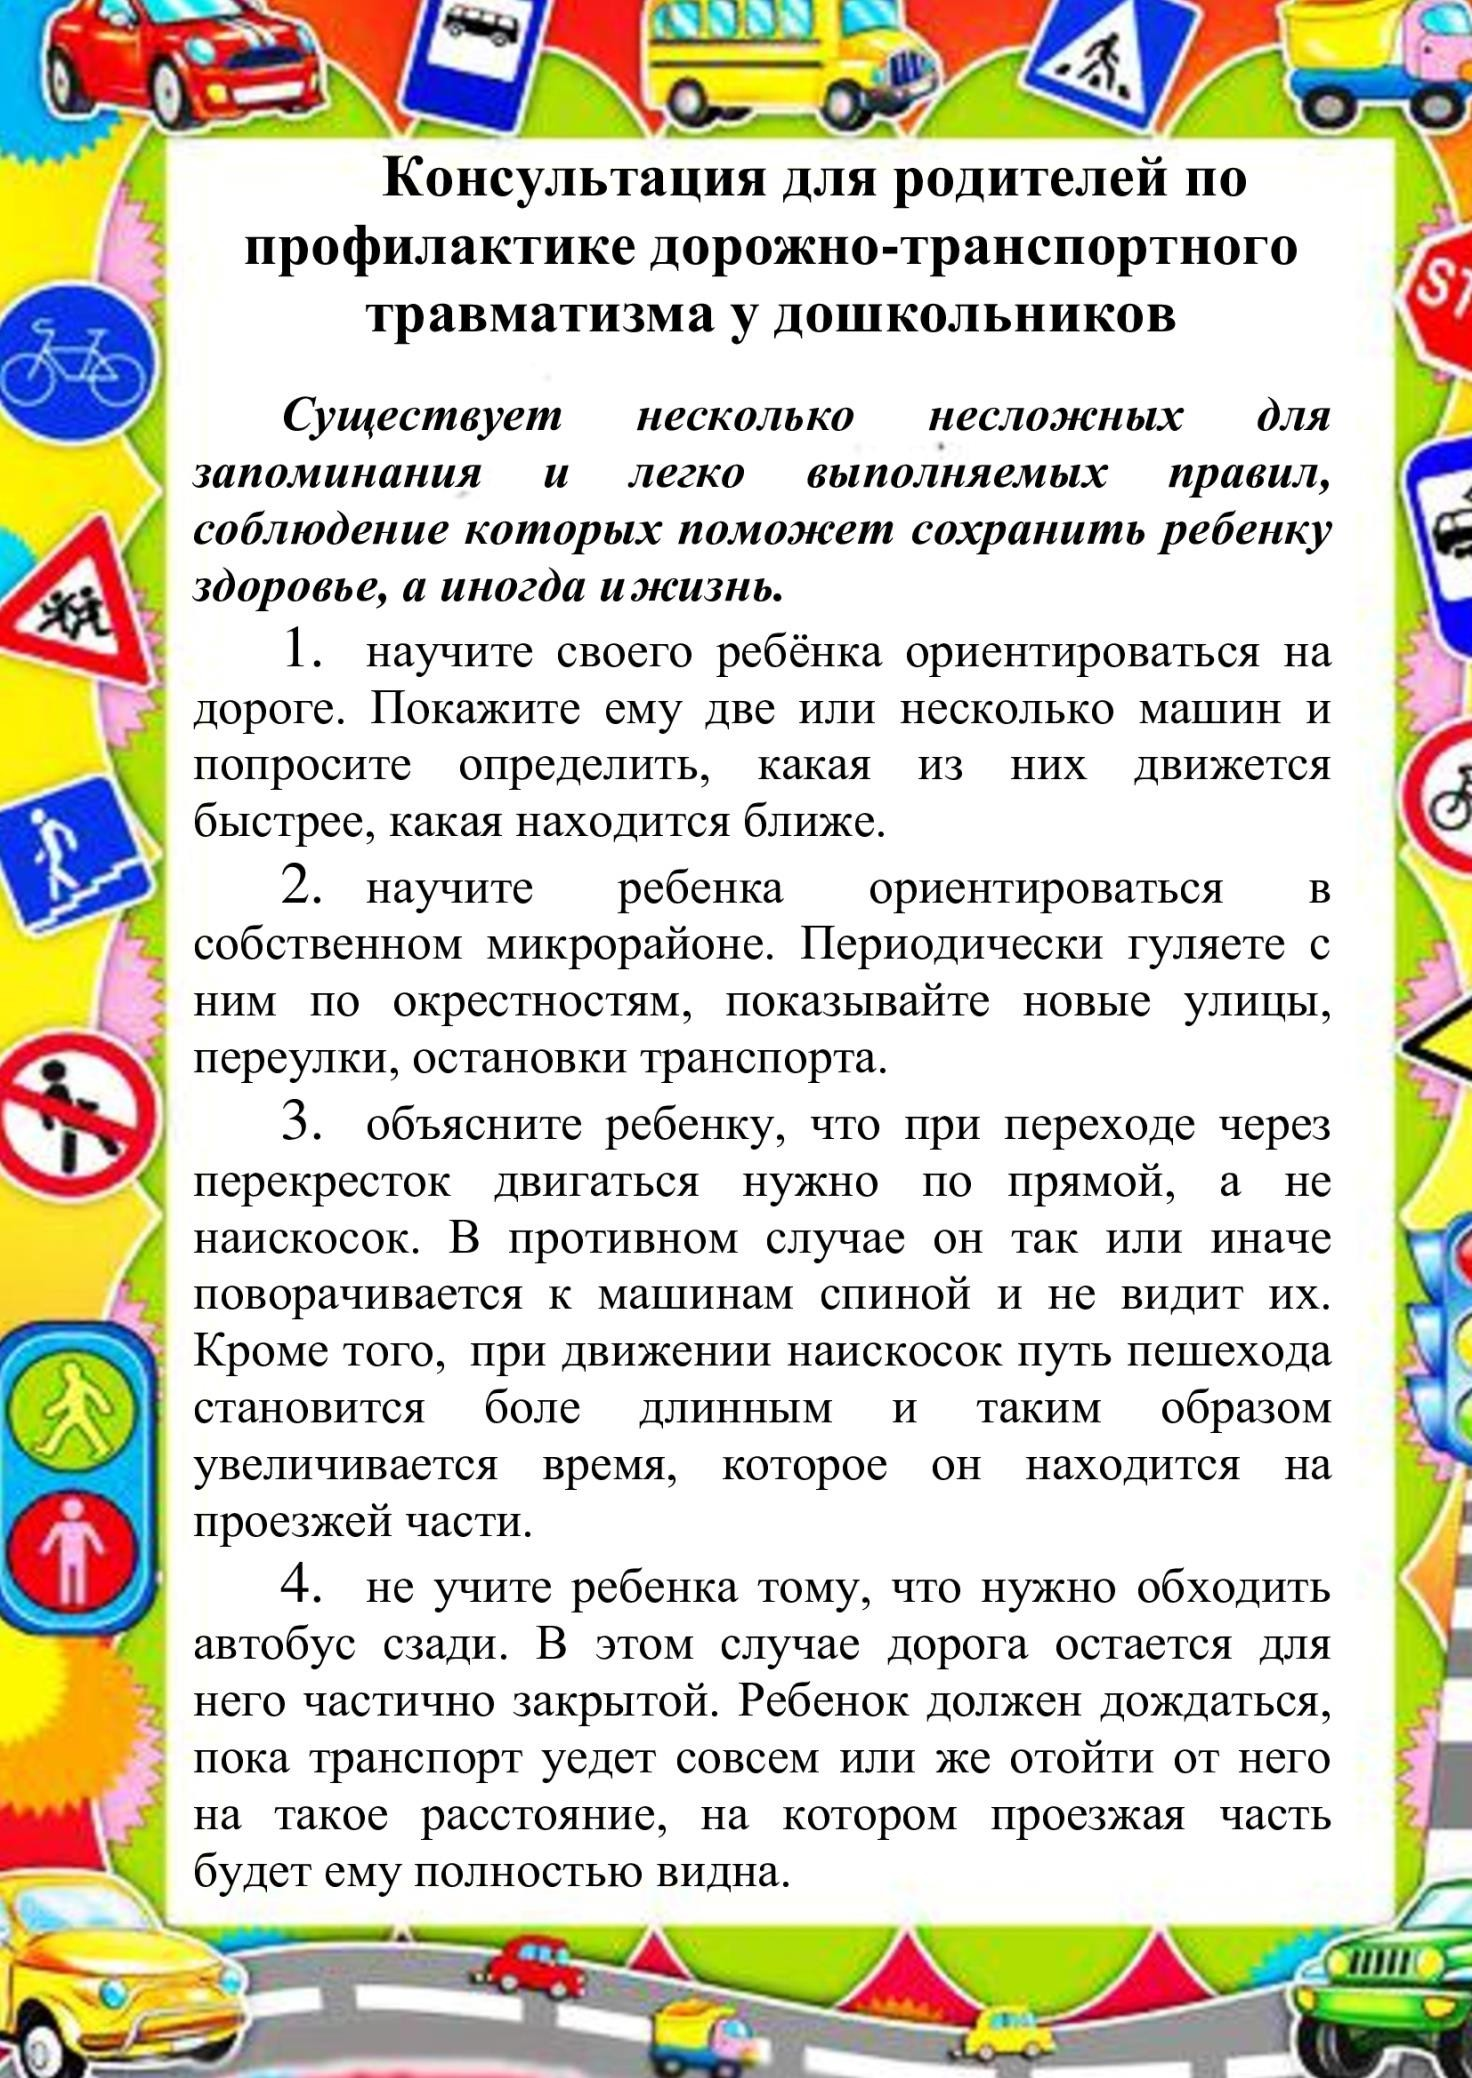 Консультация для родителей по
профилактике дорожно-транспортного
травматизма у дошкольников
Существует несколько несложных для
запоминания и легко выполняемых правил,
соблюдение которых поможет сохранить ребенку
здоровье, а иногда и жизнь.
1. научите своего ребёнка ориентироваться на
дороге. Покажите ему две или несколько машин и
попросите определить, какая из них движется
быстрее, какая находится ближе.
2. научите ребенка ориентироваться в
собственном микрорайоне. Периодически гуляете с
ним по окрестностям, показывайте новые улицы,
переулки, остановки транспорта.
3. объясните ребенку, что при переходе через
перекресток двигаться нужно по прямой, а не
наискосок. В противном случае он так или иначе
поворачивается к машинам спиной и не видит их.
Кроме того, при движении наискосок путь пешехода
становится боле длинным и таким образом
увеличивается время, которое он находится на
проезжей части.
4. не учите ребенка тому, что нужно обходить
автобус сзади. В этом случае дорога остается для
него частично закрытой. Ребенок должен дождаться,
пока транспорт уедет совсем или же отойти от него
на такое расстояние, на котором проезжая часть
будет ему полностью видна.